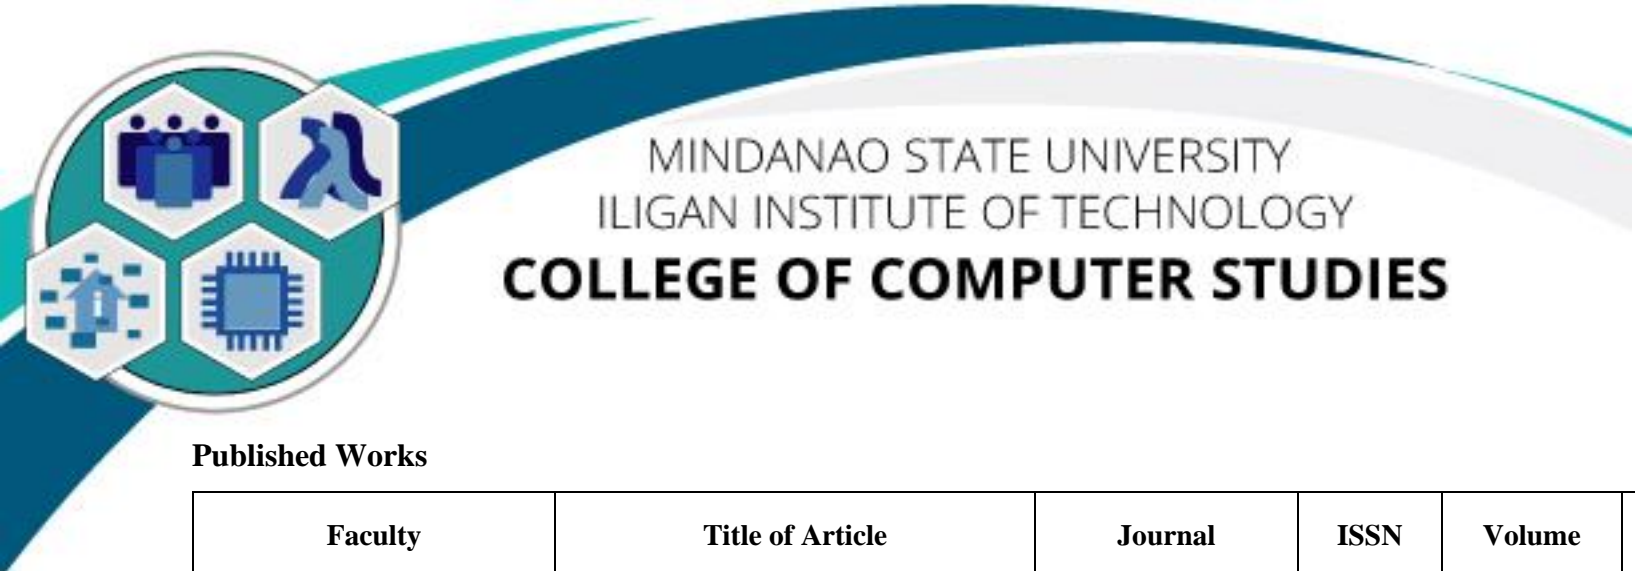 MINDANAO STATE UNIVERSITY
ILIGAN INSTITUTE OF TECHNOLOGY
COLLEGE OF COMPUTER STUDIES
Published Works
Faculty Title of Article Journal ISSN Volume